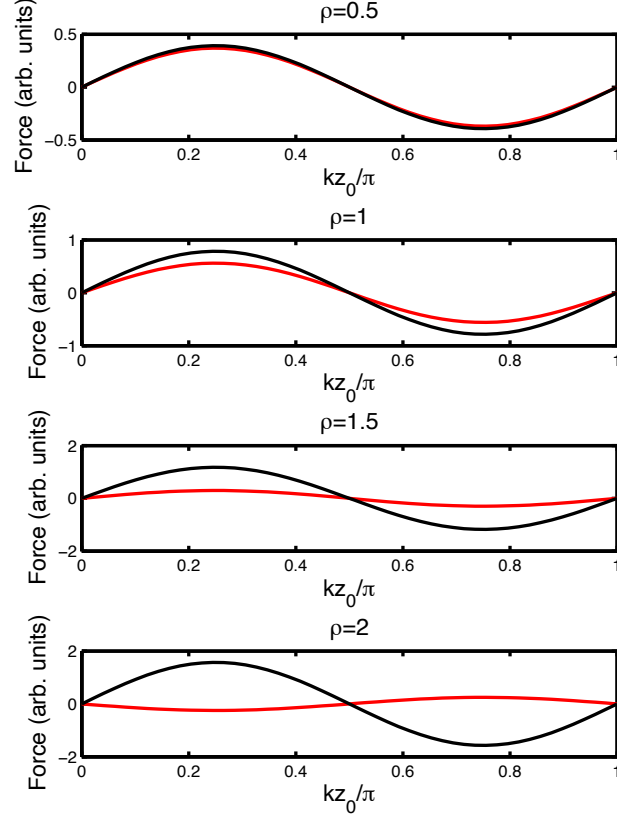 ρ=0.5
Force (arb. units)
0.5
0
−0.5
0 0.2 0.4 0.6 0.8 1
kz₀/π
ρ=1
Force (arb. units)
1
0
−1
0 0.2 0.4 0.6 0.8 1
kz₀/π
ρ=1.5
Force (arb. units)
2
0
−2
0 0.2 0.4 0.6 0.8 1
kz₀/π
ρ=2
Force (arb. units)
2
0
−2
0 0.2 0.4 0.6 0.8 1
kz₀/π